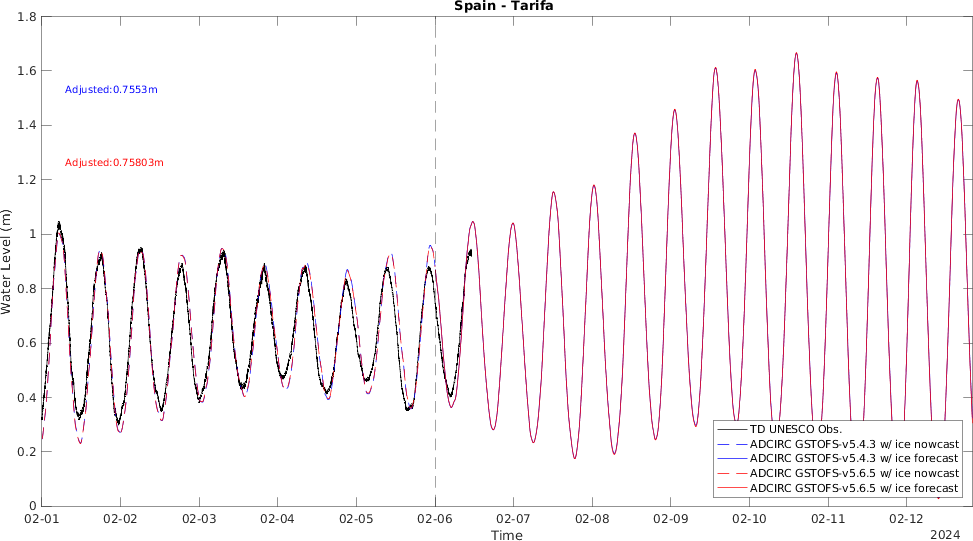 Spain - Tarifa
Water Level (m)
1.8
1.6
1.4
1.2
1
0.8
0.6
0.4
0.2
0
Adjusted:0.7553m
Adjusted:0.75803m
TD UNESCO Obs.
ADCIRC GSTOFS-v5.4.3 w/ ice nowcast
ADCIRC GSTOFS-v5.4.3 w/ ice forecast
ADCIRC GSTOFS-v5.6.5 w/ ice nowcast
ADCIRC GSTOFS-v5.6.5 w/ ice forecast
02-01 02-02 02-03 02-04 02-05 02-06 02-07 02-08 02-09 02-10 02-11 02-12
Time
2024